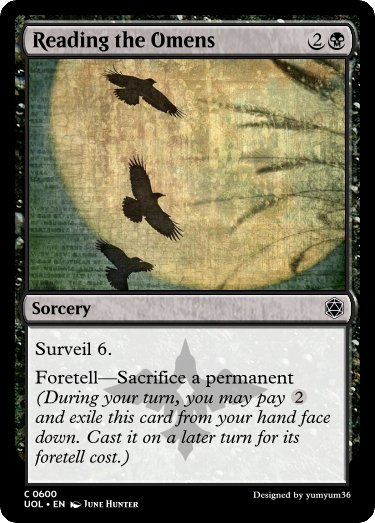 Reading the Omens 2
Sorcery
Surveil 6.
Foretell—Sacrifice a permanent
(During your turn, you may pay 2
and exile this card from your hand face
down. Cast it on a later turn for its
foretell cost.)
C 0600
UOL • EN JUNE HUNTER
Designed by yumyum36